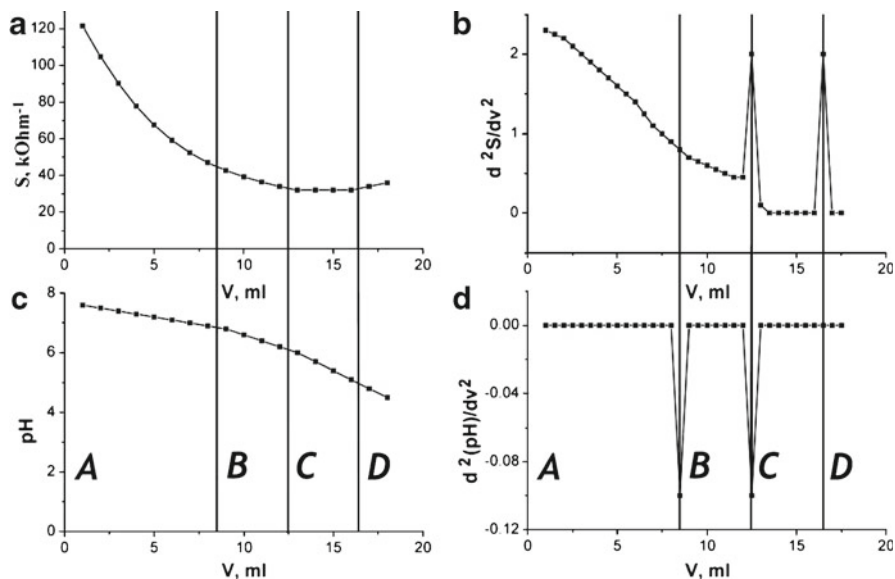 a
S, kOhm⁻¹
120
100
80
60
40
20
0
0 5 10 15 20
V, ml
b
d ²S/dv²
2
1
0
0 5 10 15 20
V, ml
c
pH
8
6
4
2
0
A B C D
0 5 10 15 20
V, ml
d
d ²(pH)/dv²
0.00
-0.04
-0.08
-0.12
A B C D
0 5 10 15 20
V, ml